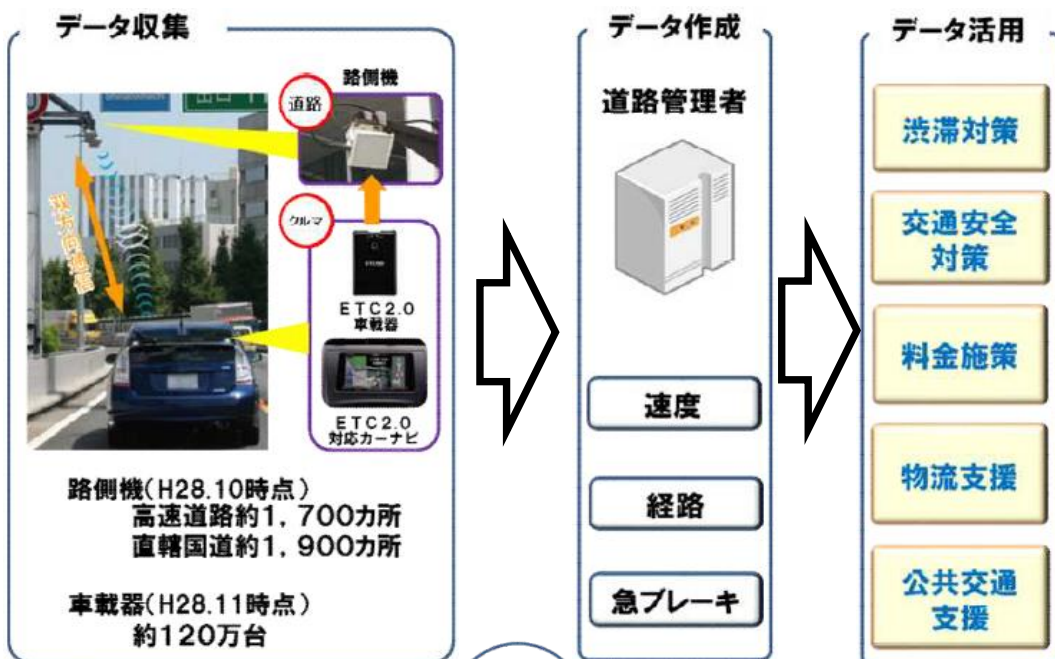 データ収集
路側機
道路
双方向通信
クルマ
ETC2.0
車載器
ETC2.0
対応カーナビ
路側機(H28.10時点)
高速道路約1,700カ所
直轄国道約1,900カ所
車載器(H28.11時点)
約120万台
データ作成
道路管理者
速度
経路
急ブレーキ
データ活用
渋滞対策
交通安全
対策
料金施策
物流支援
公共交通
支援